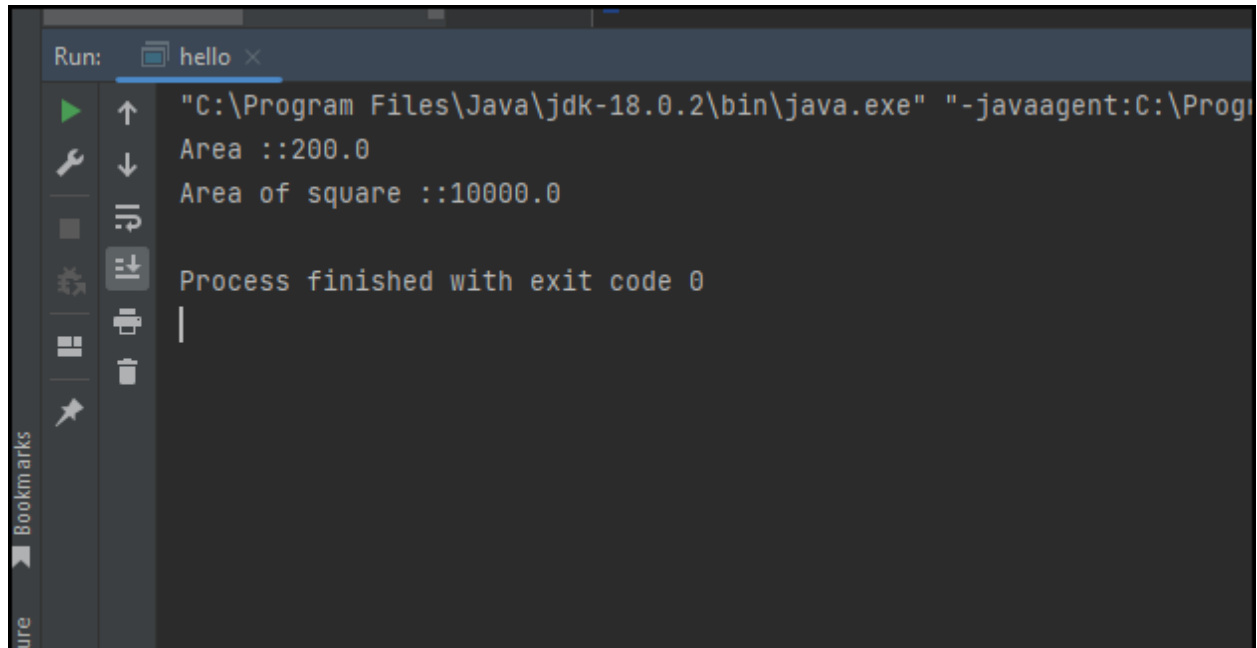 Run: hello
"C:\Program Files\Java\jdk-18.0.2\bin\java.exe" "-javaagent:C:\Progr
Area ::200.0
Area of square ::10000.0
Process finished with exit code 0
Bookmarks